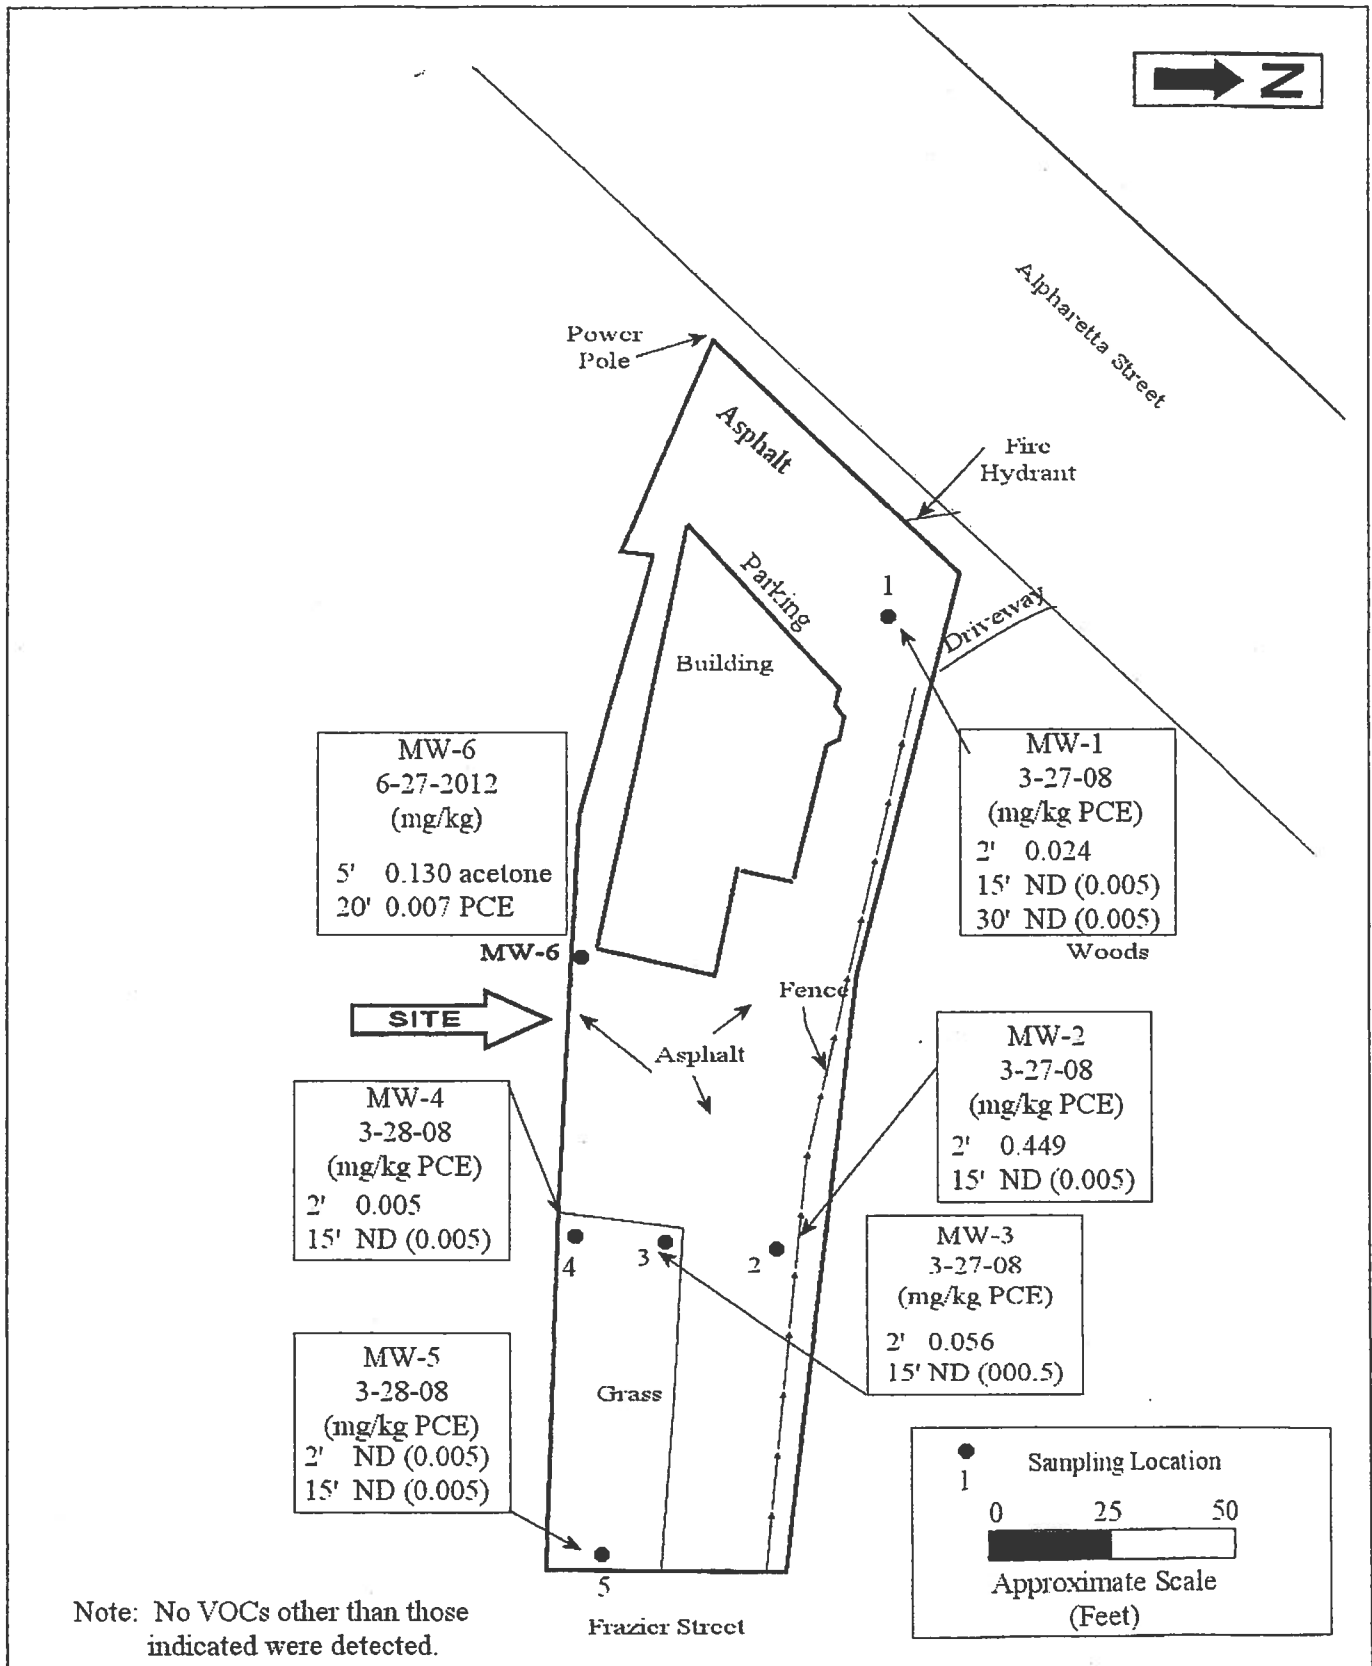 N
Alpharetta Street
Power
Pole
Asphalt
Fire
Hydrant
Parking
1
Driveway
Building
MW-6
6-27-2012
(mg/kg)
5' 0.130 acetone
20' 0.007 PCE
MW-1
3-27-08
(mg/kg PCE)
2' 0.024
15' ND (0.005)
30' ND (0.005)
Woods
MW-6
Fence
SITE
Asphalt
MW-2
3-27-08
(mg/kg PCE)
2' 0.449
15' ND (0.005)
MW-4
3-28-08
(mg/kg PCE)
2' 0.005
15' ND (0.005)
4
3
2
MW-3
3-27-08
(mg/kg PCE)
2' 0.056
15' ND (000.5)
MW-5
3-28-08
(mg/kg PCE)
2' ND (0.005)
15' ND (0.005)
Grass
5
Frazier Street
1
Sampling Location
0 25 50
Approximate Scale
(Feet)
Note: No VOCs other than those
indicated were detected.